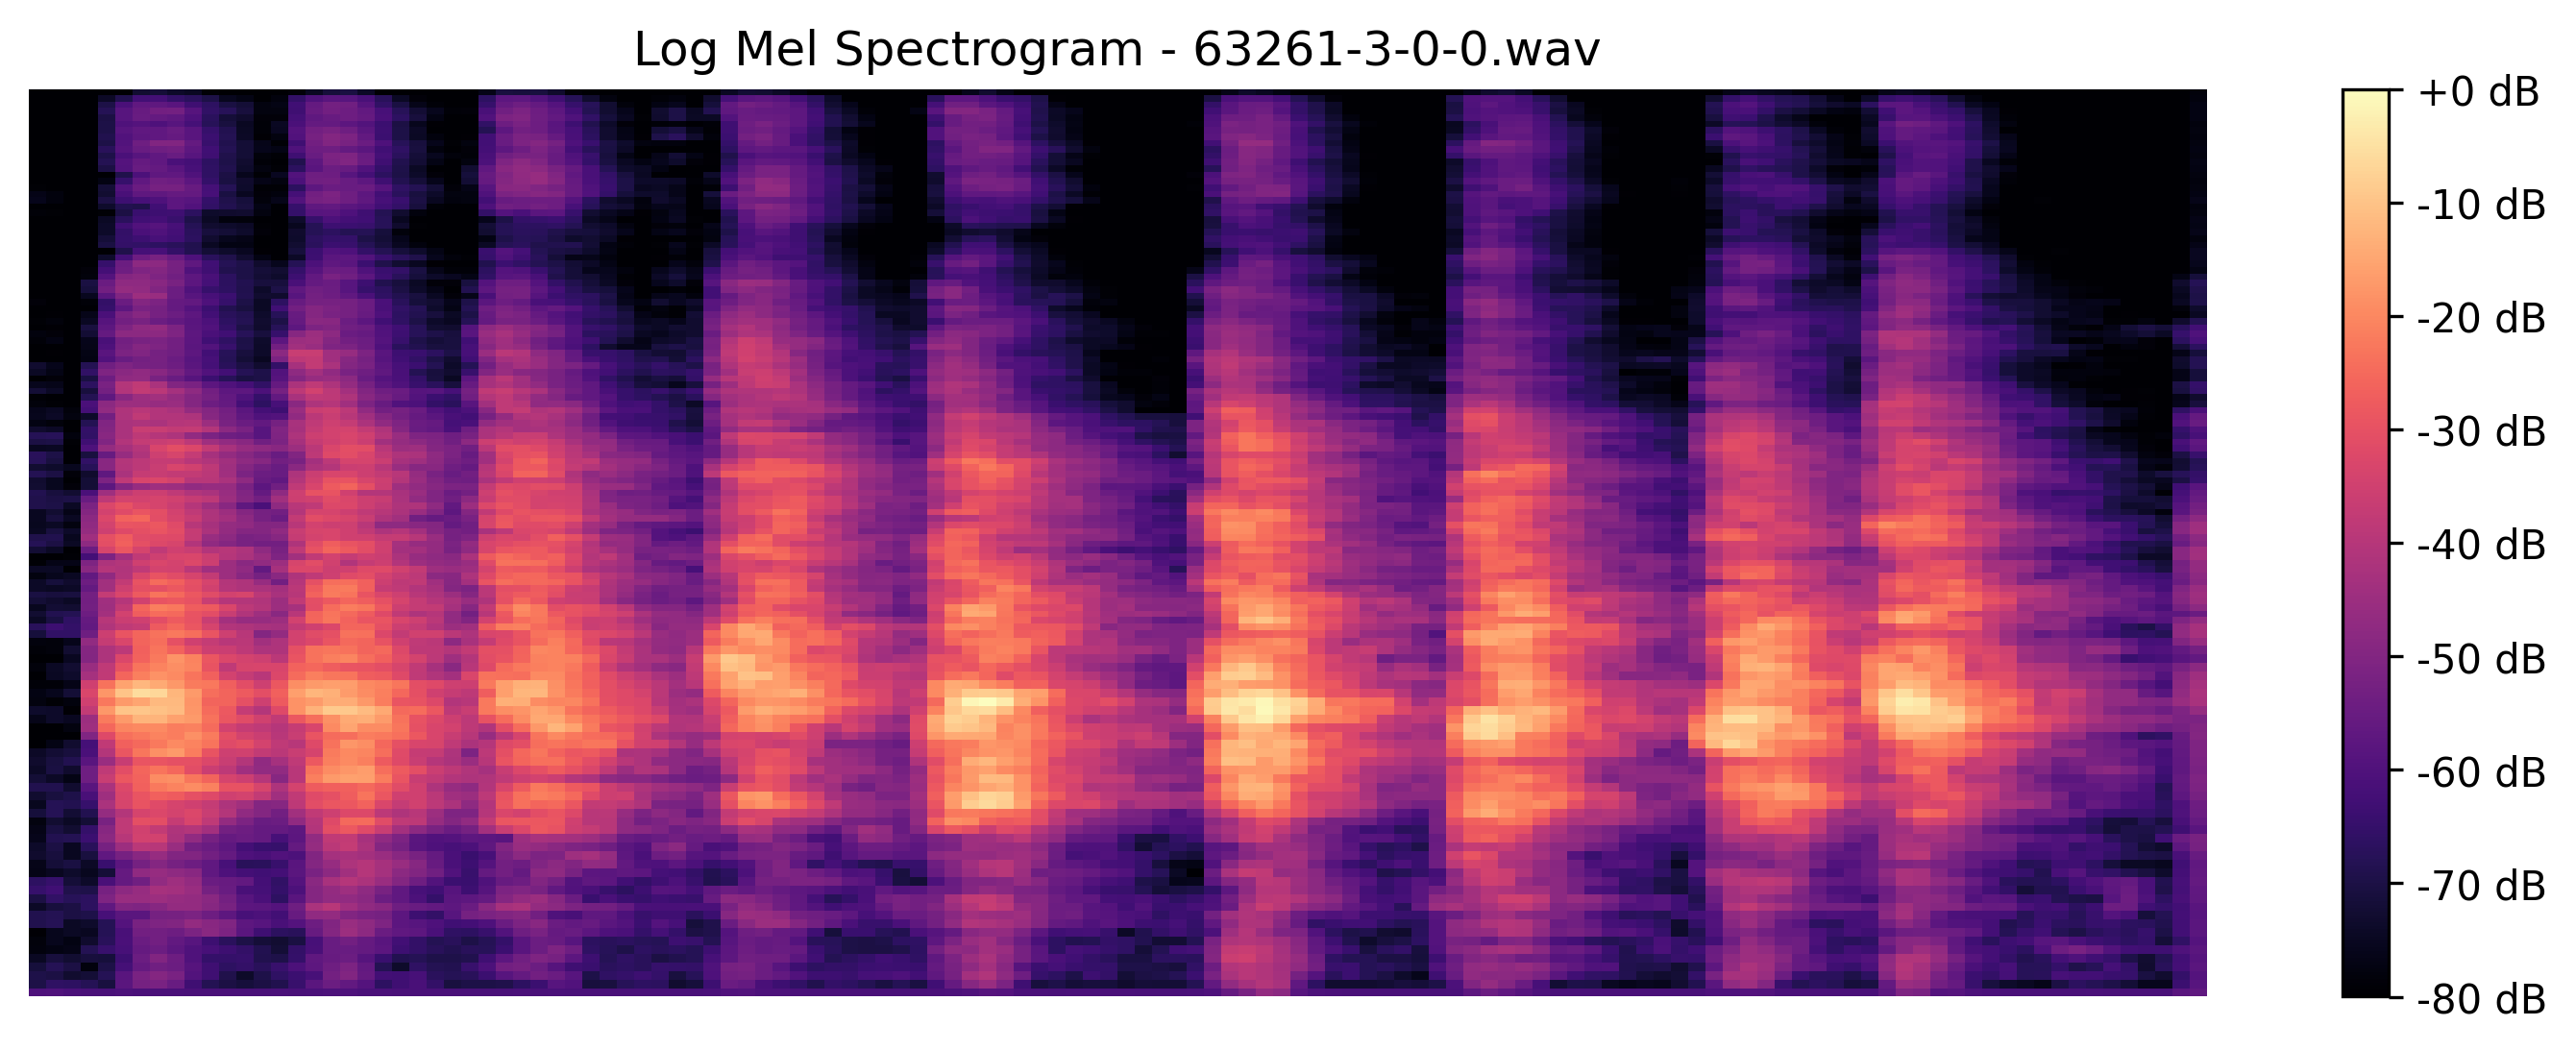 Log Mel Spectrogram - 63261-3-0-0.wav
+0 dB
-10 dB
-20 dB
-30 dB
-40 dB
-50 dB
-60 dB
-70 dB
-80 dB